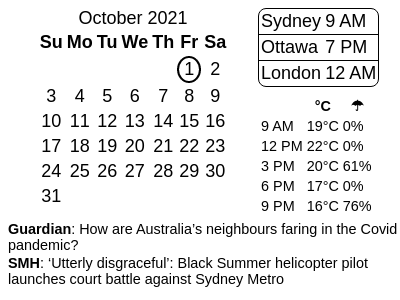 October 2021
Su Mo Tu We Th Fr Sa
1 2
3 4 5 6 7 8 9
10 11 12 13 14 15 16
17 18 19 20 21 22 23
24 25 26 27 28 29 30
31
Sydney 9 AM
Ottawa 7 PM
London 12 AM
°C ☂
9 AM 19°C 0%
12 PM 22°C 0%
3 PM 20°C 61%
6 PM 17°C 0%
9 PM 16°C 76%
Guardian: How are Australia’s neighbours faring in the Covid
pandemic?
SMH: ‘Utterly disgraceful’: Black Summer helicopter pilot
launches court battle against Sydney Metro